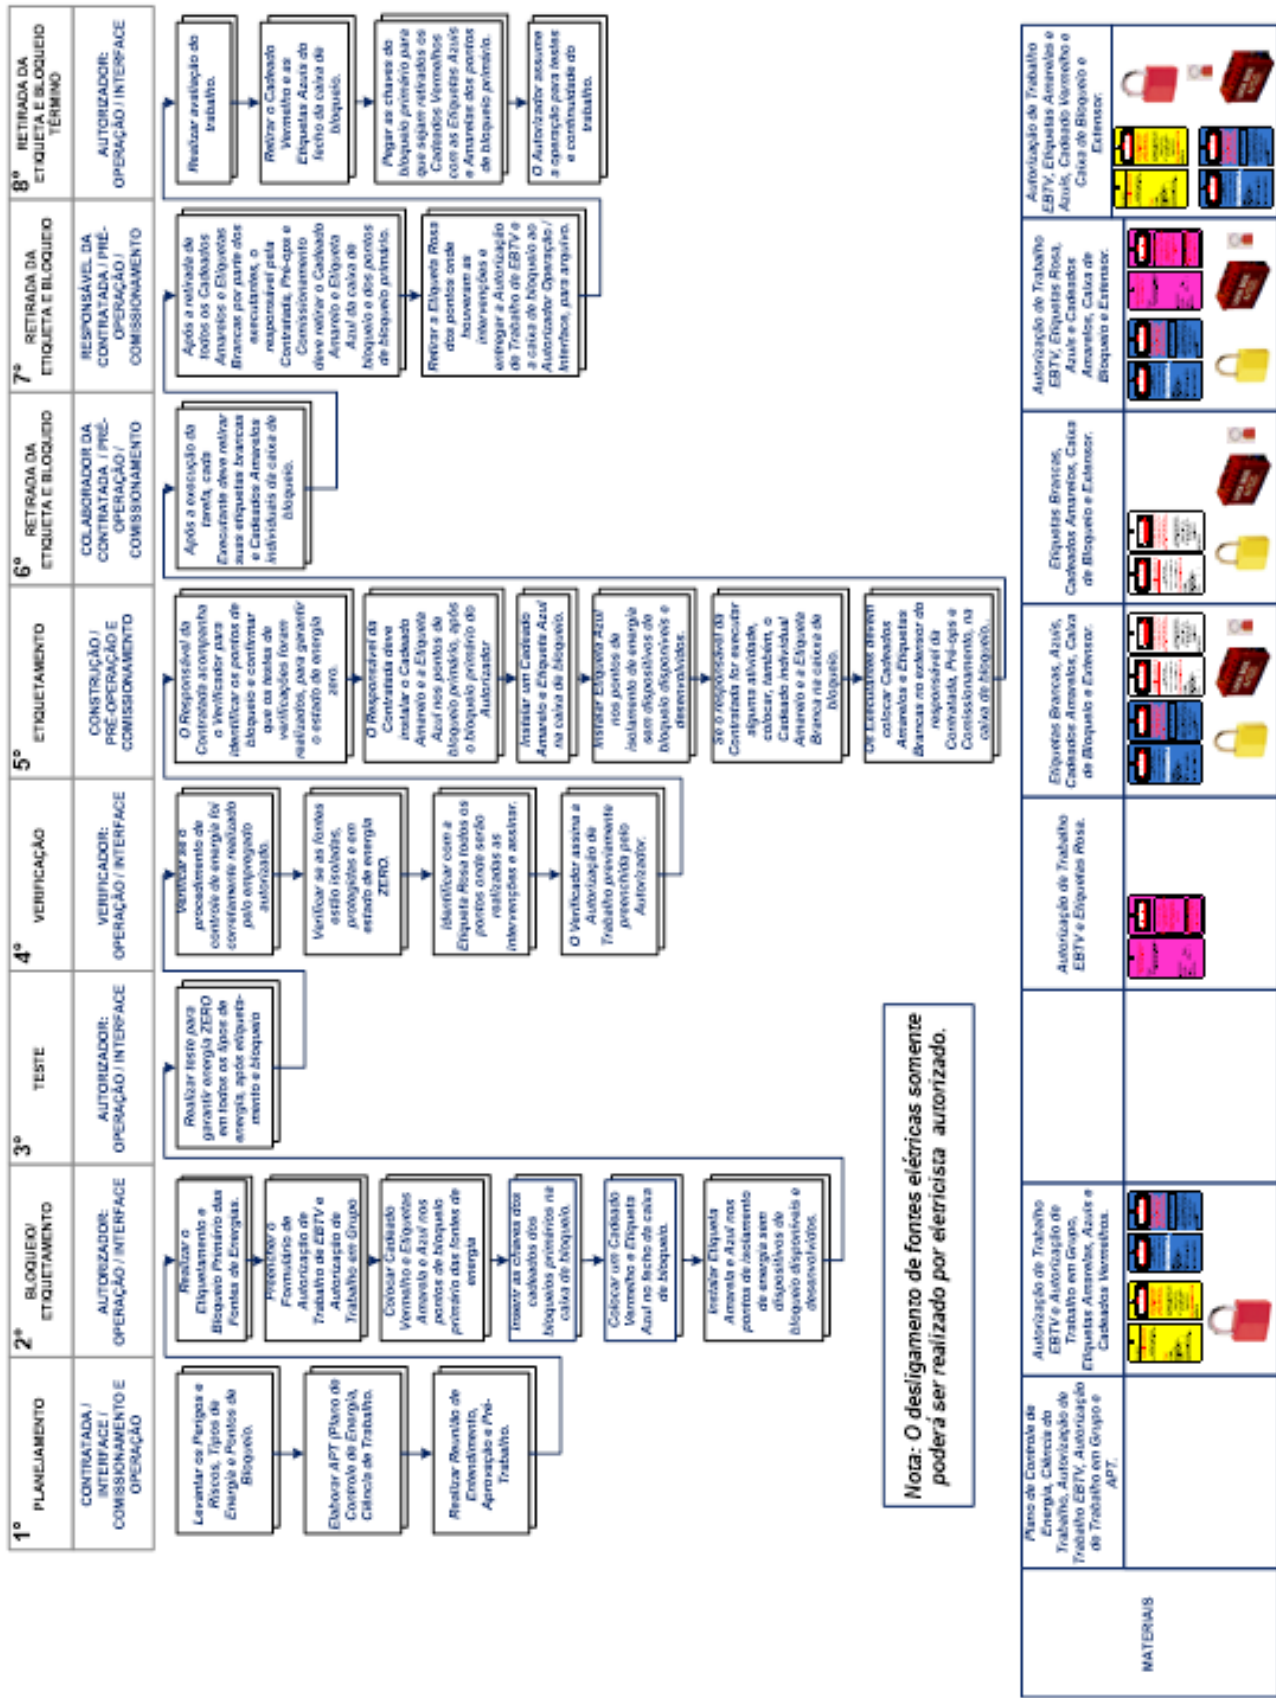 1º PLANEJAMENTO
CONTRATADA /
INTERFACE /
COMISSIONAMENTO E
OPERAÇÃO
Levantar os Perigos e
Riscos, Tipos de
Energia e Pontos de
Bloqueio.
Elaborar APT (Plano de
Controle de Energia,
Ciência de Trabalho.
Realizar Reunião de
Entendimento,
Aprovação e Pré-
Trabalho.
2º BLOQUEIO/
ETIQUETAMENTO
AUTORIZADOR:
OPERAÇÃO / INTERFACE
Realizar o
Etiquetamento e
Bloqueio Primário das
Fontes de Energias.
Preencher o
Formulário de
Autorização de
Trabalho de EBTV e
Autorização de
Trabalho em Grupo
Colocar Cadeado
Vermelho e Etiquetas
Amarela e Azul nos
pontos de bloqueio
primário das fontes de
energia
Inserir as chaves dos
cadeados dos
bloqueios primários na
caixa de bloqueio.
Colocar um Cadeado
Vermelho e Etiqueta
Azul no fecho da caixa
de bloqueio.
Instalar Etiqueta
Amarela e Azul nos
pontos de isolamento
de energia sem
dispositivos de
bloqueio disponíveis e
desenvolvidos.
3º TESTE
AUTORIZADOR:
OPERAÇÃO / INTERFACE
Realizar teste para
garantir energia ZERO
em todos os tipos de
energia, após etiqueta-
mento e bloqueio
4º VERIFICAÇÃO
VERIFICADOR:
OPERAÇÃO / INTERFACE
Verificar se o
procedimento de
controle de energia foi
corretamente realizado
pelo empregado
autorizado.
Verificar se as fontes
estão isoladas,
protegidas e em
estado de energia
ZERO.
Identificar com a
Etiqueta Rosa todos os
pontos onde serão
realizadas as
intervenções e assinar.
O Verificador assina a
Autorização de
Trabalho previamente
preenchida pelo
Autorizador.
5º ETIQUETAMENTO
CONSTRUÇÃO /
PRÉ-OPERAÇÃO E
COMISSIONAMENTO
O Responsável da
Contratada acompanha
o Verificador para
identificar os pontos de
bloqueio e confirmar
que os testes de
verificações foram
realizados, para garantir
o estado de energia
zero.
O Responsável da
Contratada deve
instalar o Cadeado
Amarelo e a Etiqueta
Azul nos pontos de
bloqueio primário, após
o bloqueio primário do
Autorizador
Instalar um Cadeado
Amarelo e Etiqueta Azul
na caixa de bloqueio.
Instalar Etiqueta Azul
nos pontos de
isolamento de energia
sem dispositivos de
bloqueio disponíveis e
desenvolvidos.
Se o responsável da
Contratada for executar
alguma atividade,
colocar, também, o
Cadeado individual
Amarelo e a Etiqueta
Branca na caixa de
bloqueio.
Os Executantes devem
colocar Cadeados
Amarelos e Etiquetas
Brancas no extensor do
responsável da
Contratada, Pré-ops e
Comissionamento, na
caixa de bloqueio.
6º RETIRADA DA
ETIQUETA E BLOQUEIO
COLABORADOR DA
CONTRATADA / PRÉ-
OPERAÇÃO /
COMISSIONAMENTO
Após a execução da
tarefa, cada
Executante deve retirar
suas etiquetas brancas
e Cadeados Amarelos
individuais da caixa de
bloqueio.
7º RETIRADA DA
ETIQUETA E BLOQUEIO
RESPONSÁVEL DA
CONTRATADA / PRÉ-
OPERAÇÃO /
COMISSIONAMENTO
Após a retirada de
todos os Cadeados
Amarelos e Etiquetas
Brancas por parte dos
executantes, o
responsável pela
Contratada, Pré-ops e
Comissionamento
deve retirar o Cadeado
Amarelo e Etiqueta
Azul da caixa de
bloqueio e dos pontos
de bloqueio primário.
Retirar a Etiqueta Rosa
dos pontos onde
houveram as
intervenções e
entregar a Autorização
de Trabalho de EBTV e
a caixa de bloqueio ao
Autorizador Operação /
Interface, para arquivo.
8º RETIRADA DA
ETIQUETA E BLOQUEIO
TÉRMINO
AUTORIZADOR:
OPERAÇÃO / INTERFACE
Realizar avaliação do
trabalho.
Retirar o Cadeado
Vermelho e as
Etiquetas Azuis do
fecho da caixa de
bloqueio.
Pegar as chaves do
bloqueio primário para
que sejam retirados os
Cadeados Vermelhos
com as Etiquetas Azuis
e Amarelas dos pontos
de bloqueio primário.
O Autorizador assume
a operação para testes
e continuidade do
trabalho.
Nota: O desligamento de fontes elétricas somente
poderá ser realizado por eletricista autorizado.
MATERIAIS
Plano de Controle de
Energia, Ciência do
Trabalho, Autorização de
Trabalho EBTV, Autorização
de Trabalho em Grupo e
APT.
Autorização de Trabalho
EBTV e Autorização de
Trabalho em Grupo,
Etiquetas Amarelas, Azuis e
Cadeados Vermelhos.
Autorização de Trabalho
EBTV e Etiquetas Rosa.
Etiquetas Brancas, Azuis,
Cadeados Amarelos, Caixa
de Bloqueio e Extensor.
Etiquetas Brancas,
Cadeados Amarelos, Caixa
de Bloqueio e Extensor.
Autorização de Trabalho
EBTV, Etiquetas Rosa,
Azuis e Cadeados
Amarelos, Caixa de
Bloqueio e Extensor.
Autorização de Trabalho
EBTV, Etiquetas Amarelas e
Azuis, Cadeado Vermelho e
Caixa de Bloqueio e
Extensor.